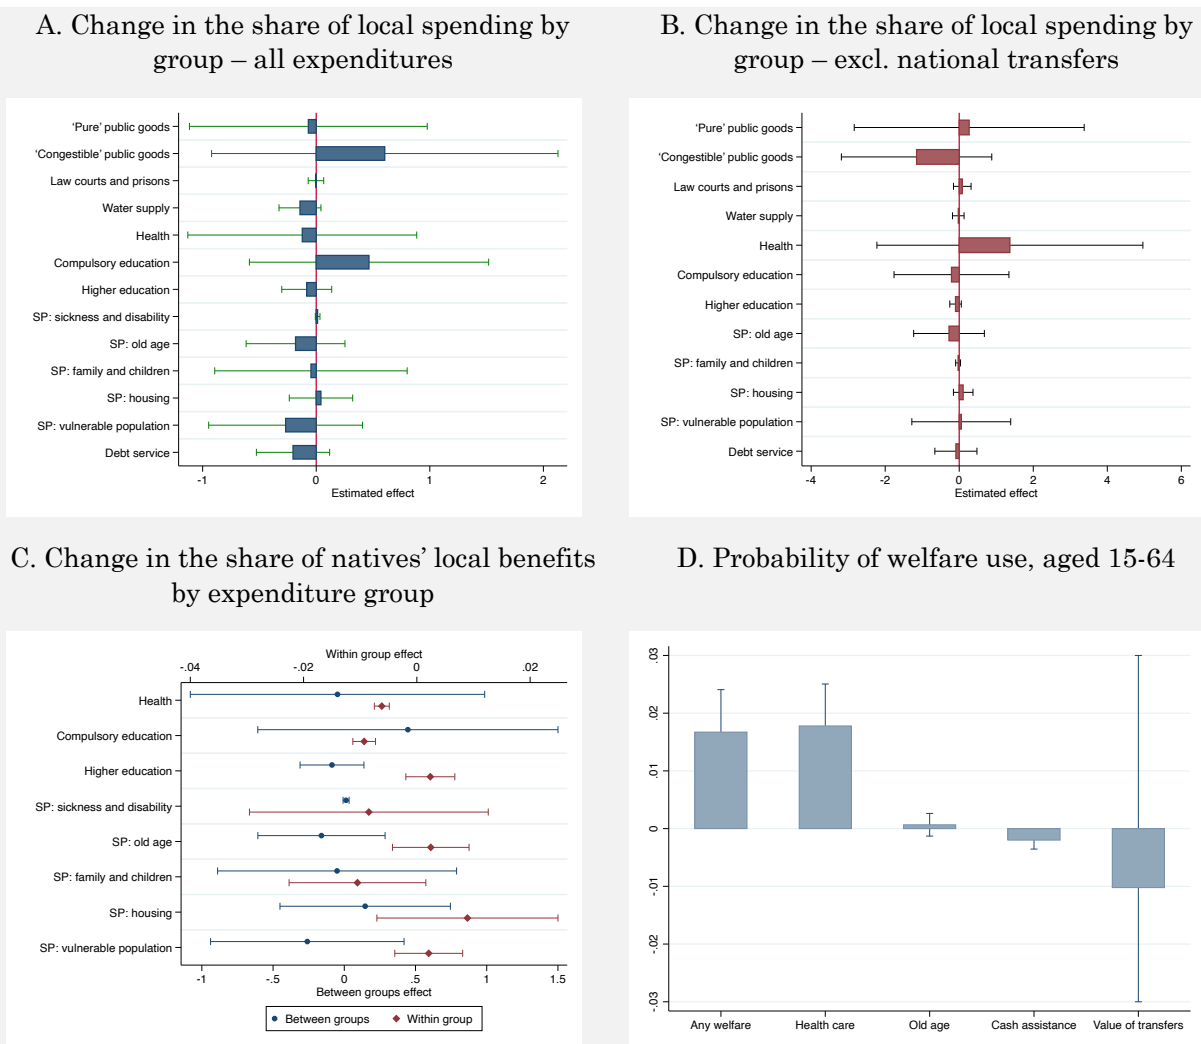 A. Change in the share of local spending by
group – all expenditures
'Pure' public goods
'Congestible' public goods
Law courts and prisons
Water supply
Health
Compulsory education
Higher education
SP: sickness and disability
SP: old age
SP: family and children
SP: housing
SP: vulnerable population
Debt service
-1 0 1 2
Estimated effect
B. Change in the share of local spending by
group – excl. national transfers
'Pure' public goods
'Congestible' public goods
Law courts and prisons
Water supply
Health
Compulsory education
Higher education
SP: old age
SP: family and children
SP: housing
SP: vulnerable population
Debt service
-4 -2 0 2 4 6
Estimated effect
C. Change in the share of natives' local benefits
by expenditure group
Within group effect
-.04 -.02 0 .02
Health
Compulsory education
Higher education
SP: sickness and disability
SP: old age
SP: family and children
SP: housing
SP: vulnerable population
-1 -.5 0 .5 1 1.5
Between groups effect
Between groups Within group
D. Probability of welfare use, aged 15-64
.03
.02
.01
0
-.01
-.02
-.03
Any welfare Health care Old age Cash assistance Value of transfers